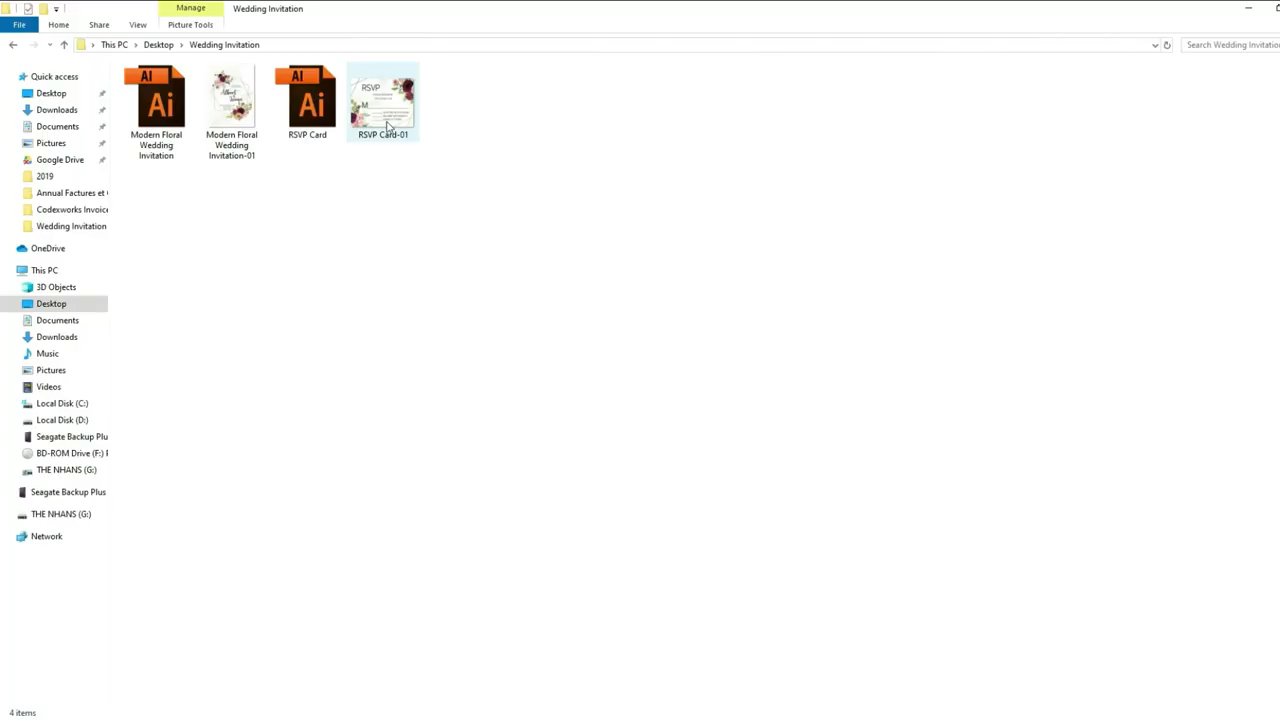 Manage
Wedding Invitation
File
Home
Share
View
Picture Tools
This PC
Desktop
Wedding Invitation
Search Wedding Invitatio
Quick access
Desktop
Downloads
Documents
Pictures
Google Drive
2019
Annual Factures et
Codexworks Invoice
Wedding Invitation
OneDrive
This PC
3D Objects
Desktop
Documents
Downloads
Music
Pictures
Videos
Local Disk (C:)
Local Disk (D:)
Seagate Backup Plu
BD-ROM Drive (F:)
THE NHANS (G:)
Seagate Backup Plus
THE NHANS (G:)
Network
AI
Ai
Modern Floral
Wedding
Invitation
Modern Floral
Wedding
Invitation-01
AI
Ai
RSVP Card
RSVP
M
RSVP Card-01
4 items